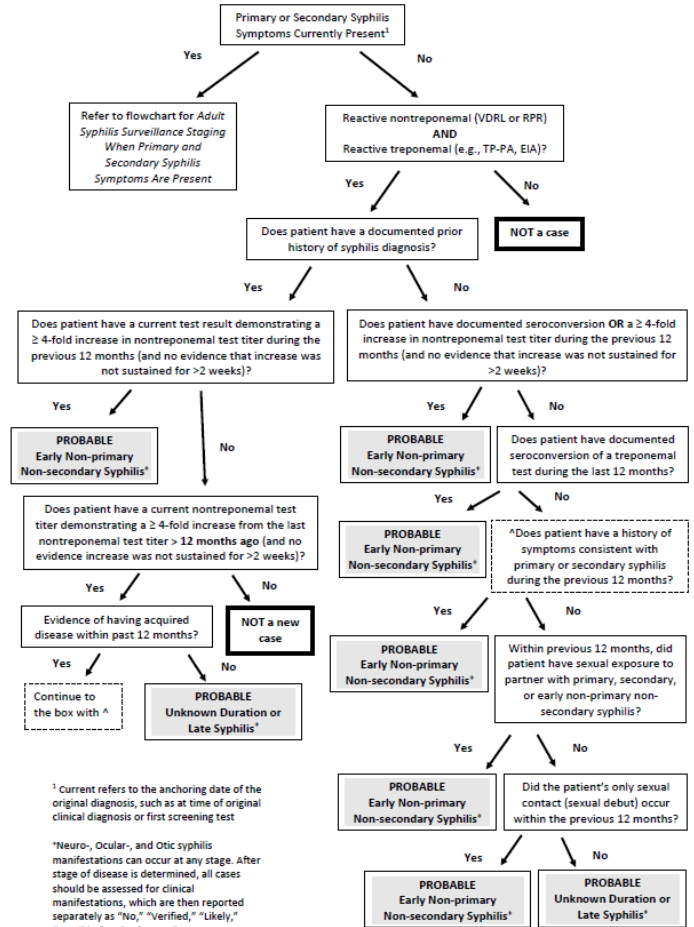 Primary or Secondary Syphilis
Symptoms Currently Present1
Yes
No
Refer to flowchart for Adult
Syphilis Surveillance Staging
When Primary and
Secondary Syphilis
Symptoms Are Present
Reactive nontreponemal (VDRL or RPR)
AND
Reactive treponemal (e.g., TP-PA, EIA)?
Yes
No
Does patient have a documented prior
history of syphilis diagnosis?
NOT a case
Yes
No
Does patient have a current test result demonstrating a
≥ 4-fold increase in nontreponemal test titer during the
previous 12 months (and no evidence that increase was
not sustained for >2 weeks)?
Does patient have documented seroconversion OR a ≥ 4-fold
increase in nontreponemal test titer during the previous 12
months (and no evidence that increase was not sustained for
>2 weeks)?
Yes
No
Yes
No
PROBABLE
Early Non-primary
Non-secondary Syphilis+
PROBABLE
Early Non-primary
Non-secondary Syphilis+
Does patient have documented
seroconversion of a treponemal
test during the last 12 months?
Does patient have a current nontreponemal test
titer demonstrating a ≥ 4-fold increase from the last
nontreponemal test titer > 12 months ago (and no
evidence increase was not sustained for >2 weeks)?
Yes
No
PROBABLE
Early Non-primary
Non-secondary Syphilis+
^Does patient have a history of
symptoms consistent with
primary or secondary syphilis
during the previous 12 months?
Yes
No
Evidence of having acquired
disease within past 12 months?
NOT a new
case
Yes
No
PROBABLE
Early Non-primary
Non-secondary Syphilis+
Within previous 12 months, did
patient have sexual exposure to
partner with primary, secondary,
or early non-primary non-
secondary syphilis?
Yes
No
Continue to
the box with ^
PROBABLE
Unknown Duration or
Late Syphilis+
Yes
No
PROBABLE
Early Non-primary
Non-secondary Syphilis+
Did the patient's only sexual
contact (sexual debut) occur
within the previous 12 months?
Yes
No
PROBABLE
Early Non-primary
Non-secondary Syphilis+
PROBABLE
Unknown Duration or
Late Syphilis+
1 Current refers to the anchoring date of the
original diagnosis, such as at time of original
clinical diagnosis or first screening test
+Neuro-, Ocular-, and Otic syphilis
manifestations can occur at any stage. After
stage of disease is determined, all cases
should be assessed for clinical
manifestations, which are then reported
separately as "No," "Verified," "Likely,"